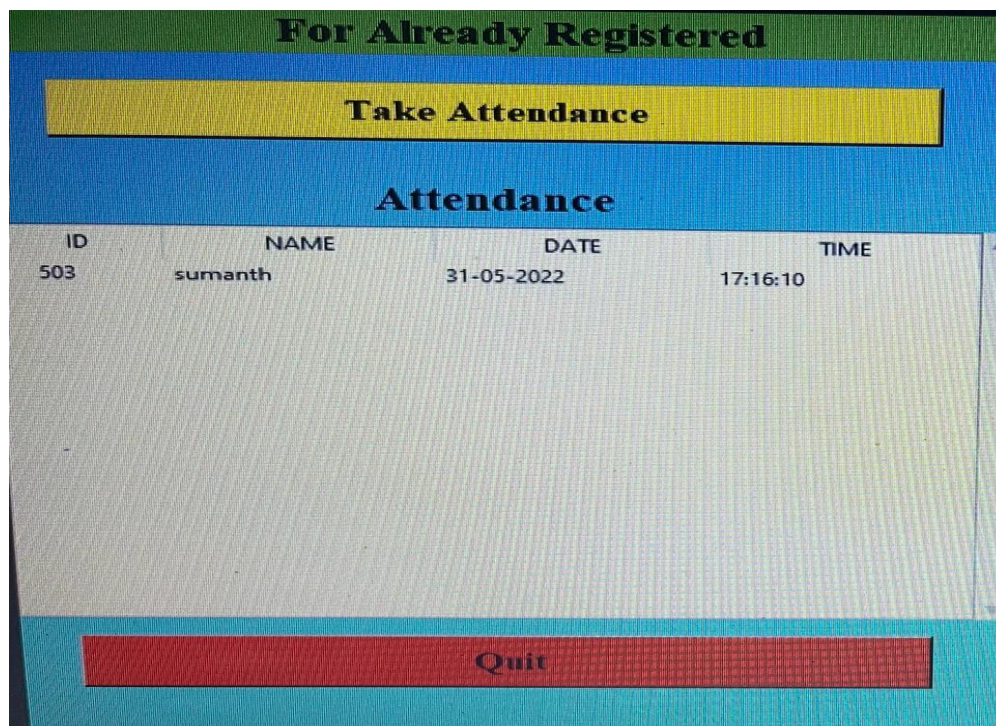 For Already Registered
Take Attendance
Attendance
ID NAME DATE TIME
503 sumanth 31-05-2022 17:16:10
Quit